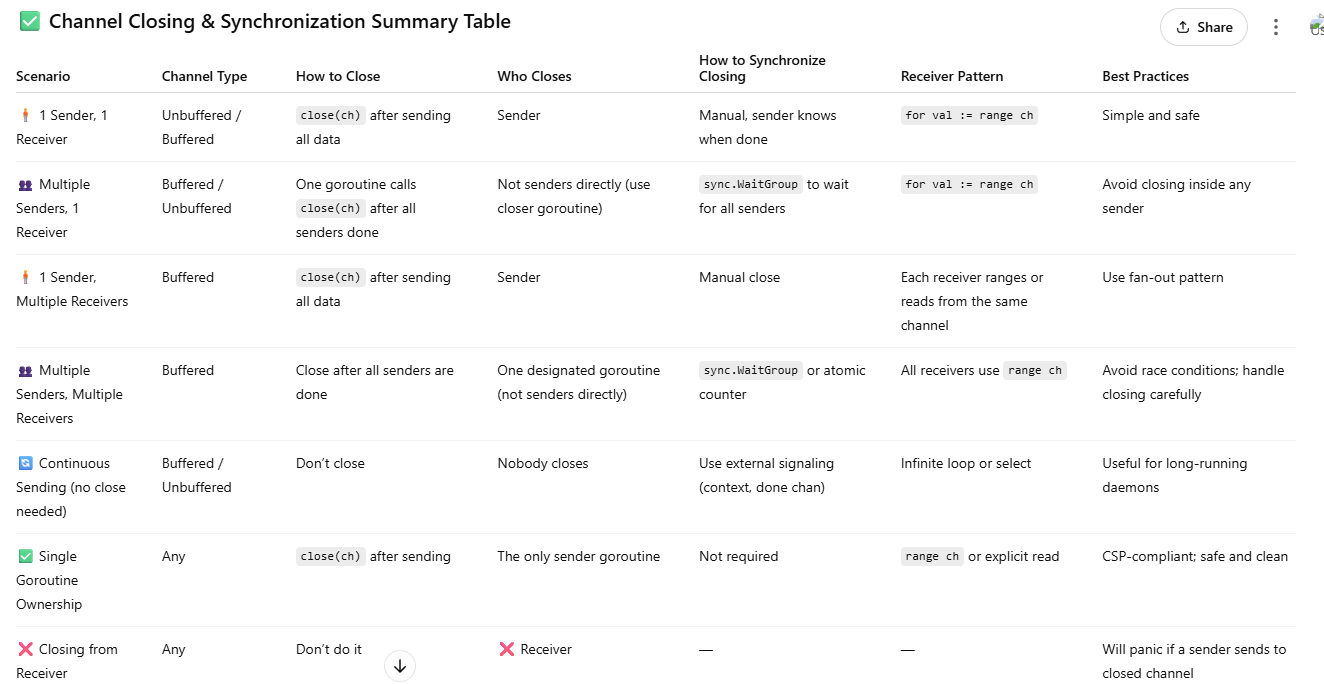 Channel Closing & Synchronization Summary Table
Share
Scenario
Channel Type
How to Close
Who Closes
How to Synchronize
Closing
Receiver Pattern
Best Practices
1 Sender, 1
Receiver
Unbuffered /
Buffered
close(ch) after sending
all data
Sender
Manual, sender knows
when done
for val := range ch
Simple and safe
Multiple
Senders, 1
Receiver
Buffered /
Unbuffered
One goroutine calls
close(ch) after all
senders done
Not senders directly (use
closer goroutine)
sync.WaitGroup to wait
for all senders
for val := range ch
Avoid closing inside any
sender
1 Sender,
Multiple Receivers
Buffered
close(ch) after sending
all data
Sender
Manual close
Each receiver ranges or
reads from the same
channel
Use fan-out pattern
Multiple
Senders, Multiple
Receivers
Buffered
Close after all senders are
done
One designated goroutine
(not senders directly)
sync.WaitGroup or atomic
counter
All receivers use range ch
Avoid race conditions; handle
closing carefully
Continuous
Sending (no close
needed)
Buffered /
Unbuffered
Don't close
Nobody closes
Use external signaling
(context, done chan)
Infinite loop or select
Useful for long-running
daemons
Single
Goroutine
Ownership
Any
close(ch) after sending
The only sender goroutine
Not required
range ch or explicit read
CSP-compliant; safe and clean
Closing from
Receiver
Any
Don't do it
Receiver
—
—
Will panic if a sender sends to
closed channel